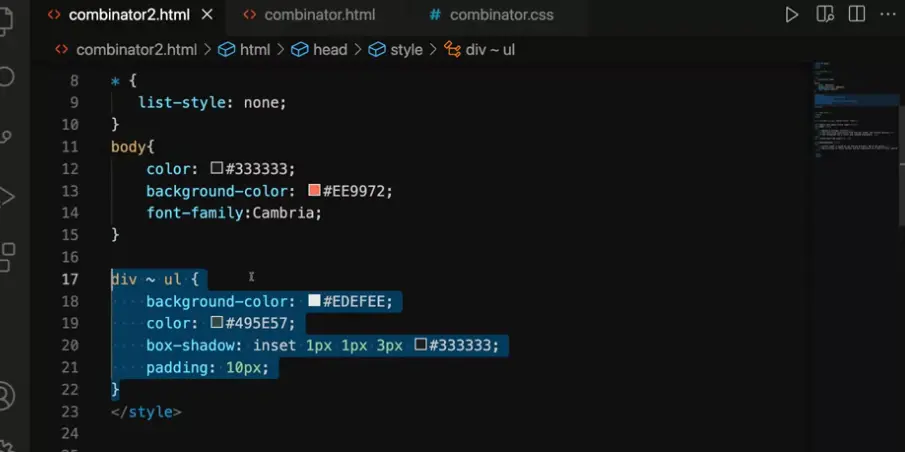 combinator2.html
combinator.html
combinator.css
combinator2.html > html > head > style > div ~ ul
8 * {
9 list-style: none;
10 }
11 body{
12 color: #333333;
13 background-color: #EE9972;
14 font-family:Cambria;
15 }
16
17 div ~ ul {
18 background-color: #EDEFEE;
19 color: #495E57;
20 box-shadow: inset 1px 1px 3px #333333;
21 padding: 10px;
22 }
23 </style>
24